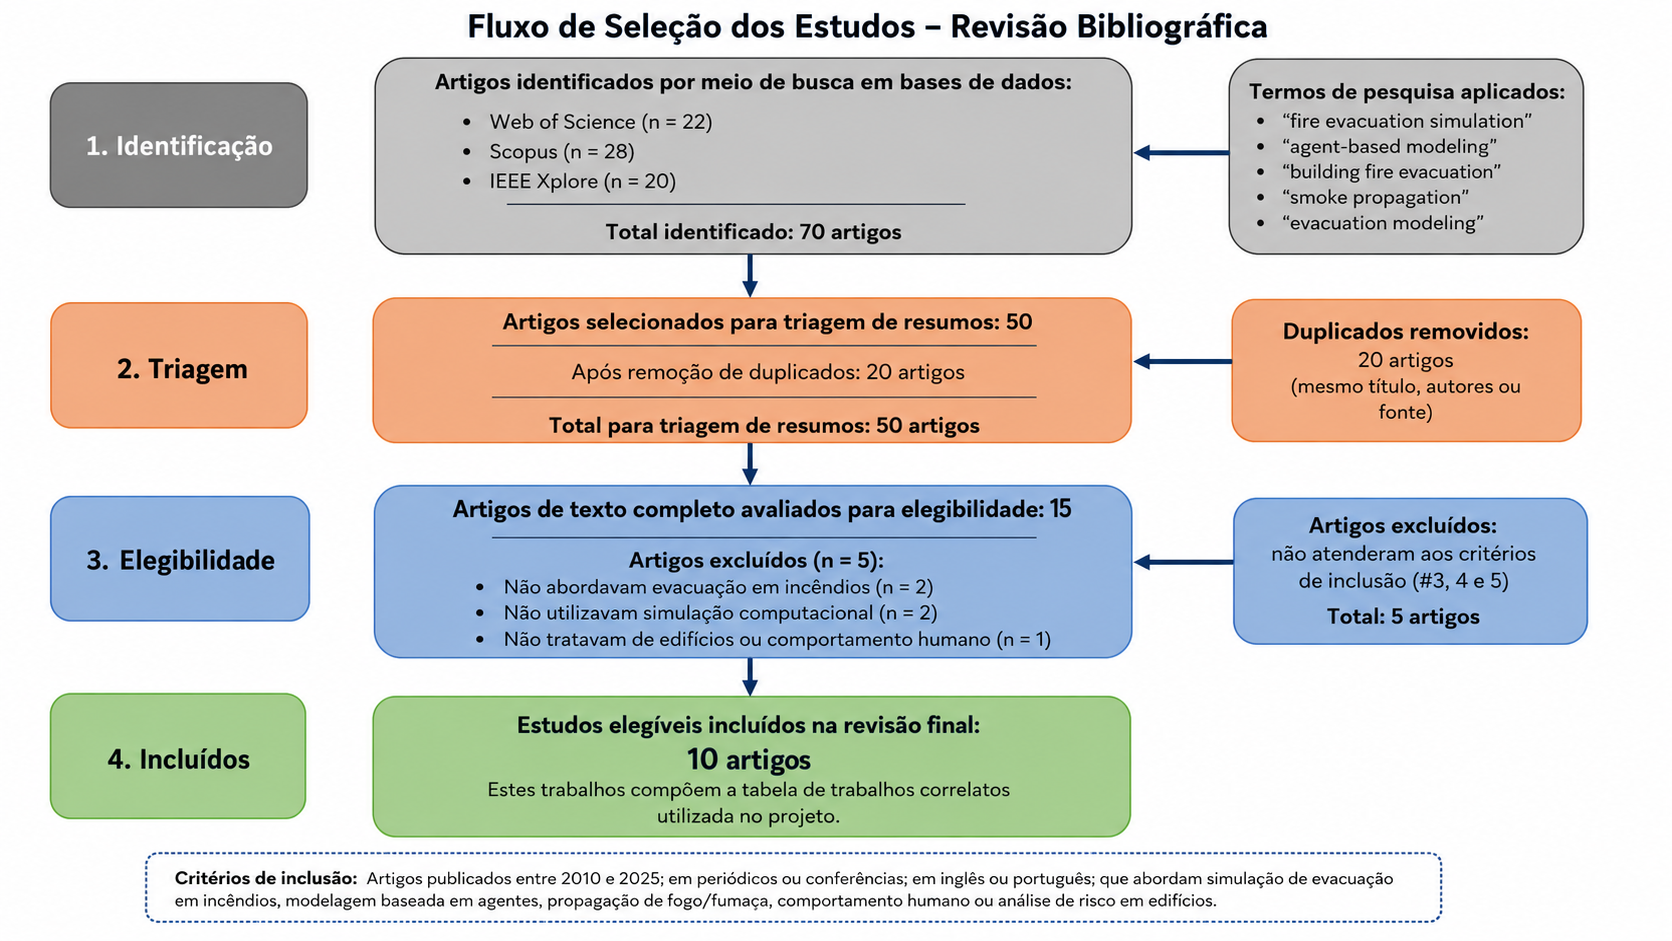 Fluxo de Seleção dos Estudos – Revisão Bibliográfica
1. Identificação
Artigos identificados por meio de busca em bases de dados:
• Web of Science (n = 22)
• Scopus (n = 28)
• IEEE Xplore (n = 20)
Total identificado: 70 artigos
Termos de pesquisa aplicados:
• “fire evacuation simulation”
• “agent-based modeling”
• “building fire evacuation”
• “smoke propagation”
• “evacuation modeling”
2. Triagem
Artigos selecionados para triagem de resumos: 50
Após remoção de duplicados: 20 artigos
Total para triagem de resumos: 50 artigos
Duplicados removidos:
20 artigos
(mesmo título, autores ou
fonte)
3. Elegibilidade
Artigos de texto completo avaliados para elegibilidade: 15
Artigos excluídos (n = 5):
• Não abordavam evacuação em incêndios (n = 2)
• Não utilizavam simulação computacional (n = 2)
• Não tratavam de edifícios ou comportamento humano (n = 1)
Artigos excluídos:
não atenderam aos critérios
de inclusão (#3, 4 e 5)
Total: 5 artigos
4. Incluídos
Estudos elegíveis incluídos na revisão final:
10 artigos
Estes trabalhos compôem a tabela de trabalhos correlatos
utilizada no projeto.
Critérios de inclusão: Artigos publicados entre 2010 e 2025; em periódicos ou conferências; em inglês ou português; que abordam simulação de evacuação
em incêndios, modelagem baseada em agentes, propagação de fogo/fumaça, comportamento humano ou análise de risco em edifícios.